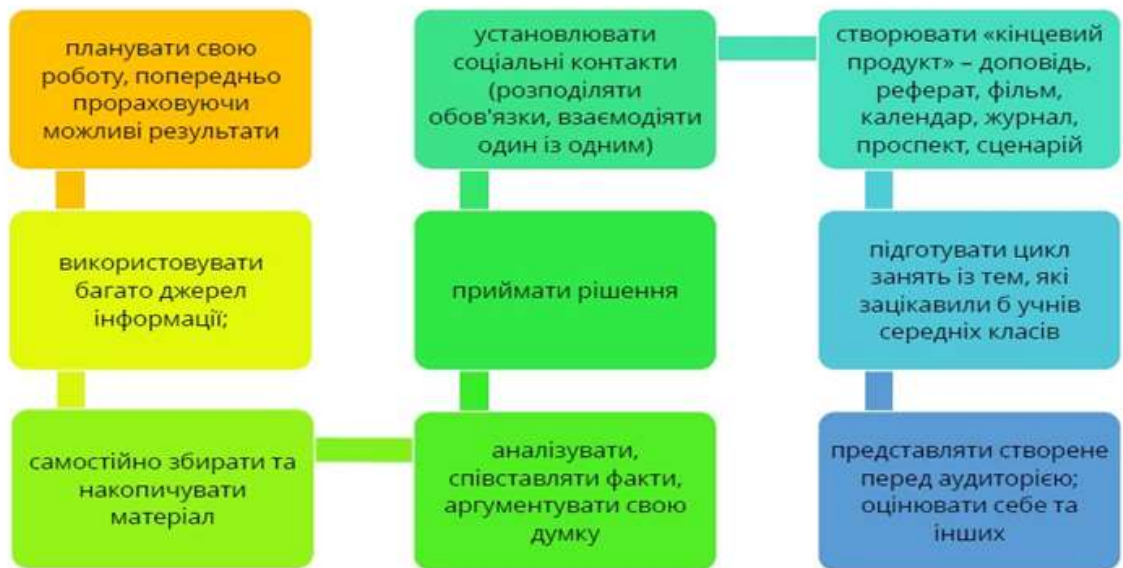 планувати свою
роботу, попередньо
прораховуючи
можливі результати
використовувати
багато джерел
інформації;
самостійно збирати та
накопичувати
матеріал
аналізувати,
співставляти факти,
аргументувати свою
думку
приймати рішення
установлювати
соціальні контакти
(розподіляти
обов'язки, взаємодіяти
один із одним)
створювати «кінцевий
продукт» – доповідь,
реферат, фільм,
календар, журнал,
проспект, сценарій
підготувати цикл
занять із тем, які
зацікавили б учнів
середніх класів
представляти створене
перед аудиторією;
оцінювати себе та
інших